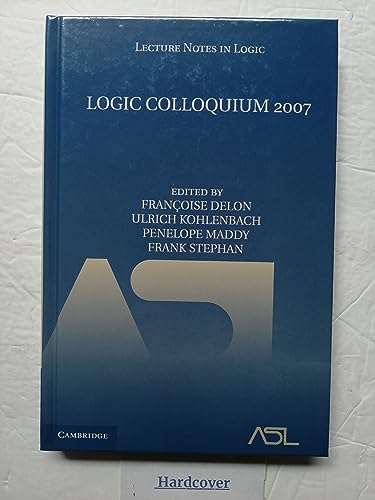 LECTURE NOTES IN LOGIC
LOGIC COLLOQUIUM 2007
EDITED BY
FRANÇOISE DELON
ULRICH KOHLENBACH
PENELOPE MADDY
FRANK STEPHAN
ASL
CAMBRIDGE
ASL
Hardcover